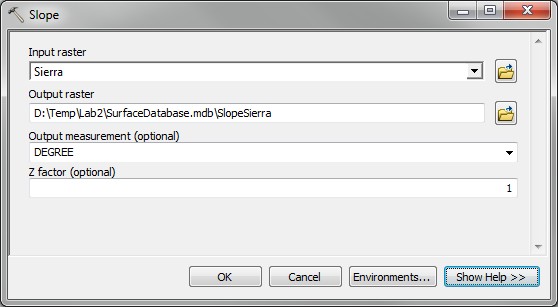 Slope
Input raster
Sierra
Output raster
D:\Temp\Lab2\SurfaceDatabase.mdb\SlopeSierra
Output measurement (optional)
DEGREE
Z factor (optional)
1
OK Cancel Environments... Show Help >>